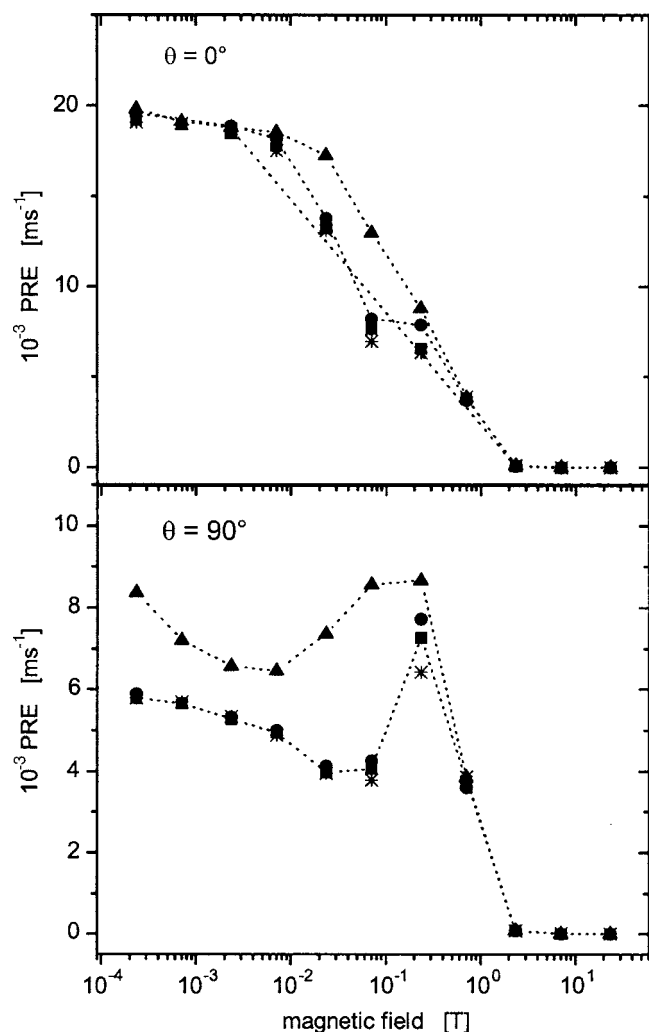 θ = 0°
20
10
0
10⁻³ PRE [ms⁻¹]
θ = 90°
10
8
6
4
2
0
10⁻³ PRE [ms⁻¹]
10⁻⁴ 10⁻³ 10⁻² 10⁻¹ 10⁰ 10¹
magnetic field [T]